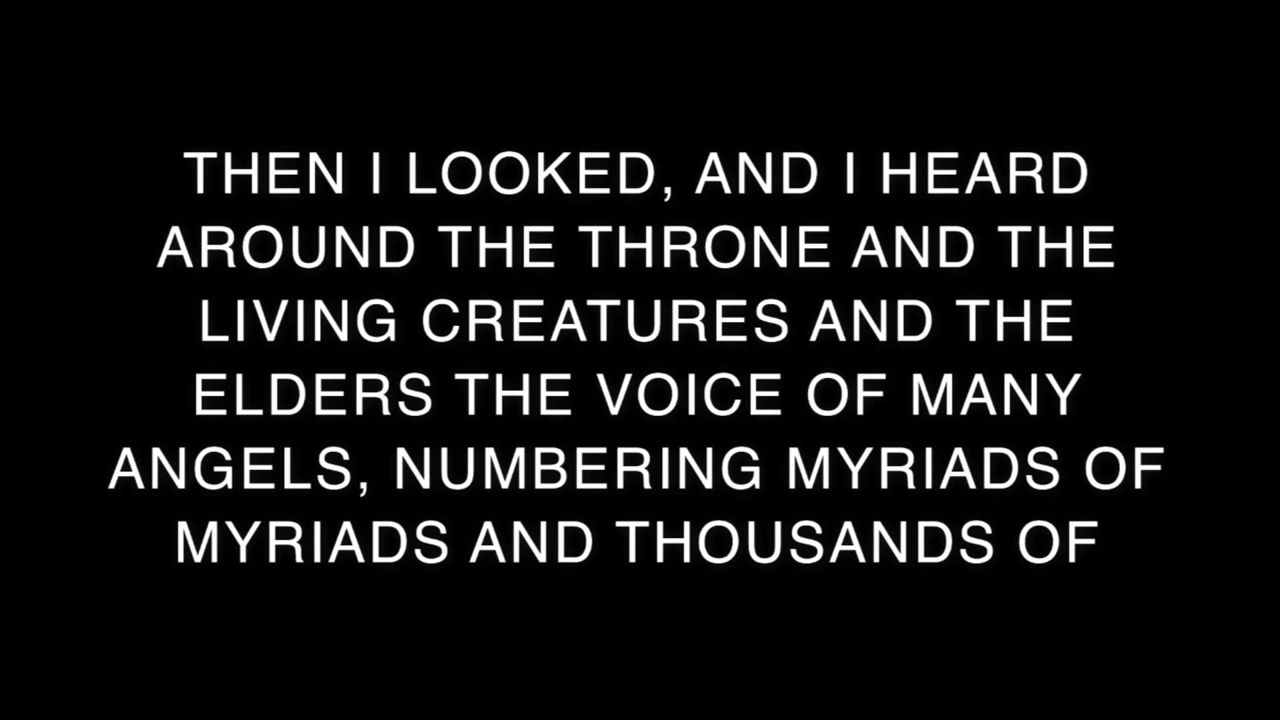 THEN I LOOKED, AND I HEARD
AROUND THE THRONE AND THE
LIVING CREATURES AND THE
ELDERS THE VOICE OF MANY
ANGELS, NUMBERING MYRIADS OF
MYRIADS AND THOUSANDS OF